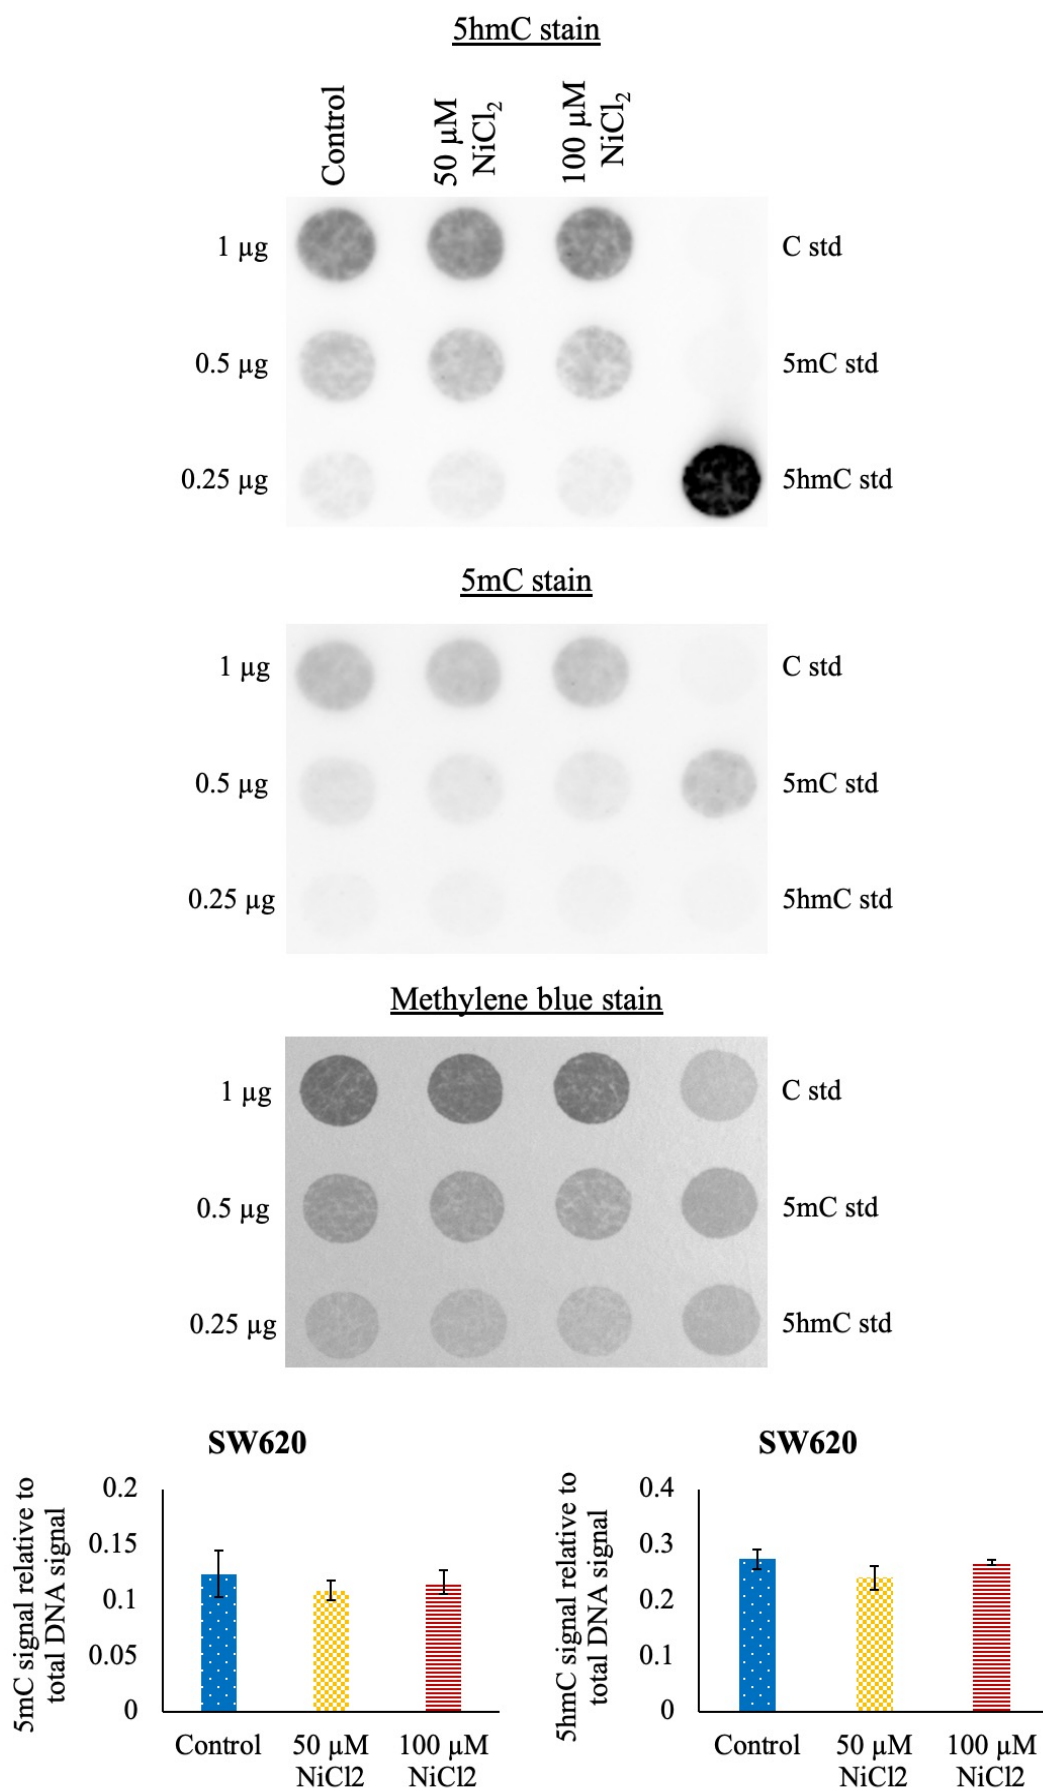 5hmC stain
Control
50 µM
NiCl₂
100 µM
NiCl₂
1 µg
C std
0.5 µg
5mC std
0.25 µg
5hmC std
5mC stain
1 µg
C std
0.5 µg
5mC std
0.25 µg
5hmC std
Methylene blue stain
1 µg
C std
0.5 µg
5mC std
0.25 µg
5hmC std
SW620
5mC signal relative to
total DNA signal
0.2
0.15
0.1
0.05
0
Control
50 µM
NiCl2
100 µM
NiCl2
SW620
5hmC signal relative to
total DNA signal
0.4
0.3
0.2
0.1
0
Control
50 µM
NiCl2
100 µM
NiCl2